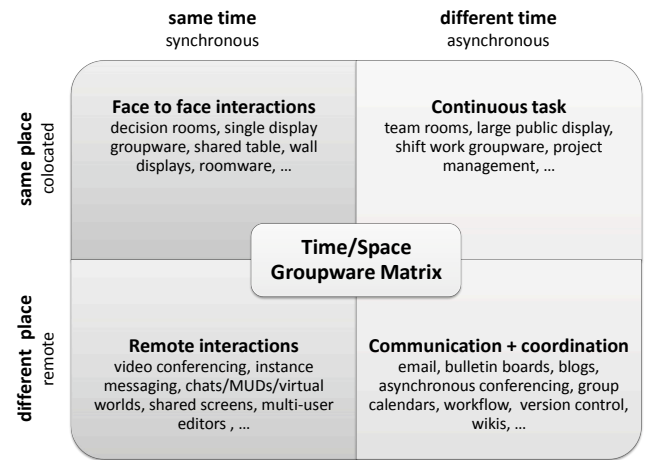 same time
synchronous
different time
asynchronous
same place
colocated
Face to face interactions
decision rooms, single display
groupware, shared table, wall
displays, roomware, ...
Continuous task
team rooms, large public display,
shift work groupware, project
management, ...
Time/Space
Groupware Matrix
different  place
remote
Remote interactions
video conferencing, instance
messaging, chats/MUDs/virtual
worlds, shared screens, multi-user
editors , ...
Communication + coordination
email, bulletin boards, blogs,
asynchronous conferencing, group
calendars, workflow,  version control,
wikis, ...